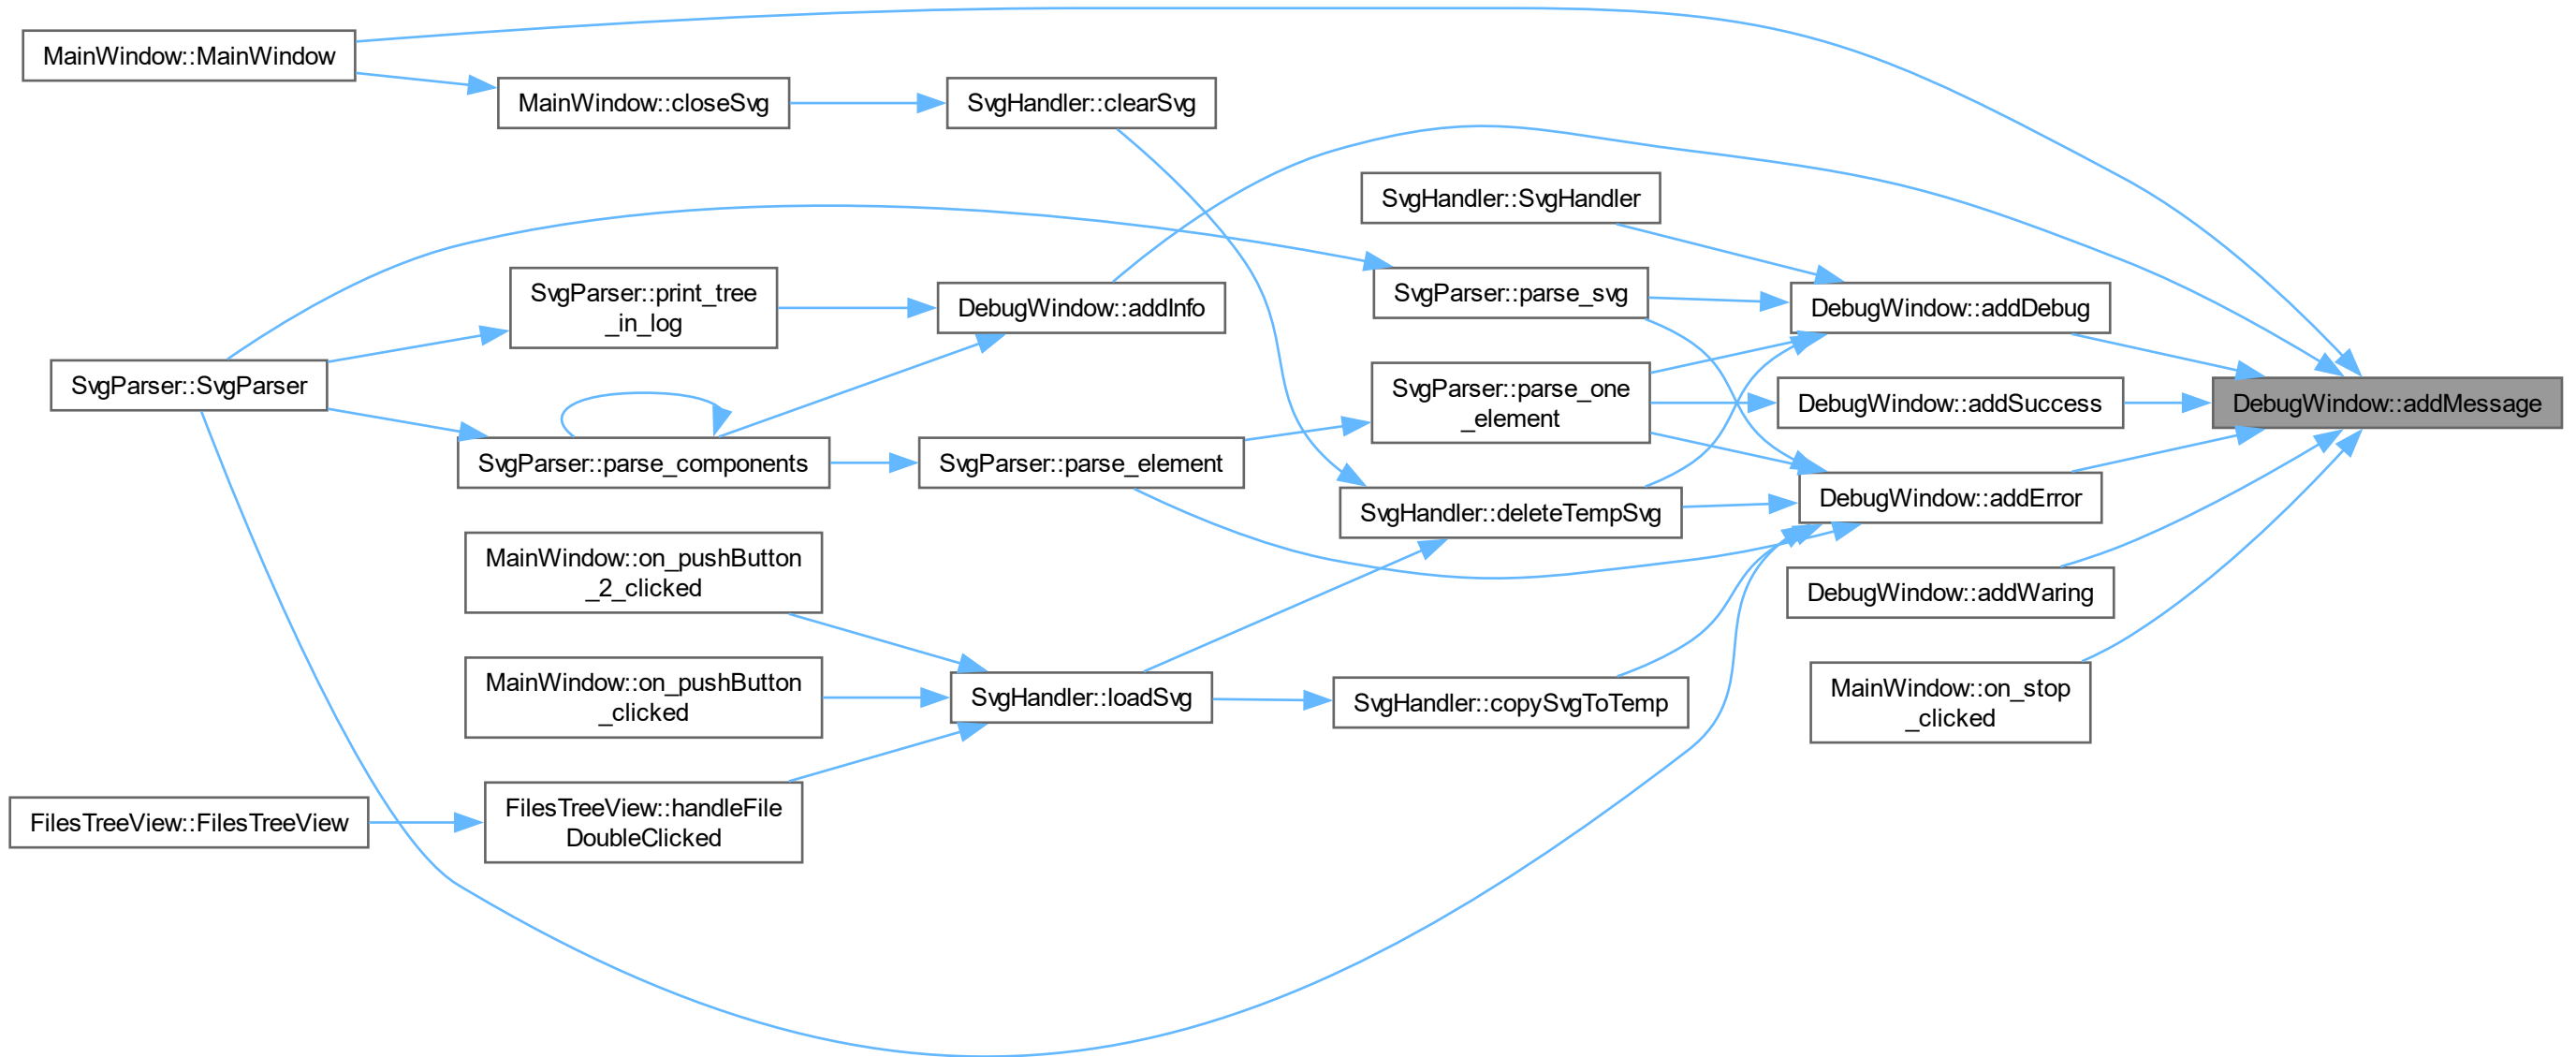 MainWindow::MainWindow
MainWindow::closeSvg
SvgHandler::clearSvg
SvgHandler::SvgHandler
SvgParser::print_tree
_in_log
DebugWindow::addInfo
SvgParser::parse_svg
DebugWindow::addDebug
SvgParser::SvgParser
SvgParser::parse_one
_element
DebugWindow::addSuccess
DebugWindow::addMessage
SvgParser::parse_components
SvgParser::parse_element
SvgHandler::deleteTempSvg
DebugWindow::addError
MainWindow::on_pushButton
_2_clicked
DebugWindow::addWaring
MainWindow::on_pushButton
_clicked
SvgHandler::loadSvg
SvgHandler::copySvgToTemp
MainWindow::on_stop
_clicked
FilesTreeView::FilesTreeView
FilesTreeView::handleFile
DoubleClicked